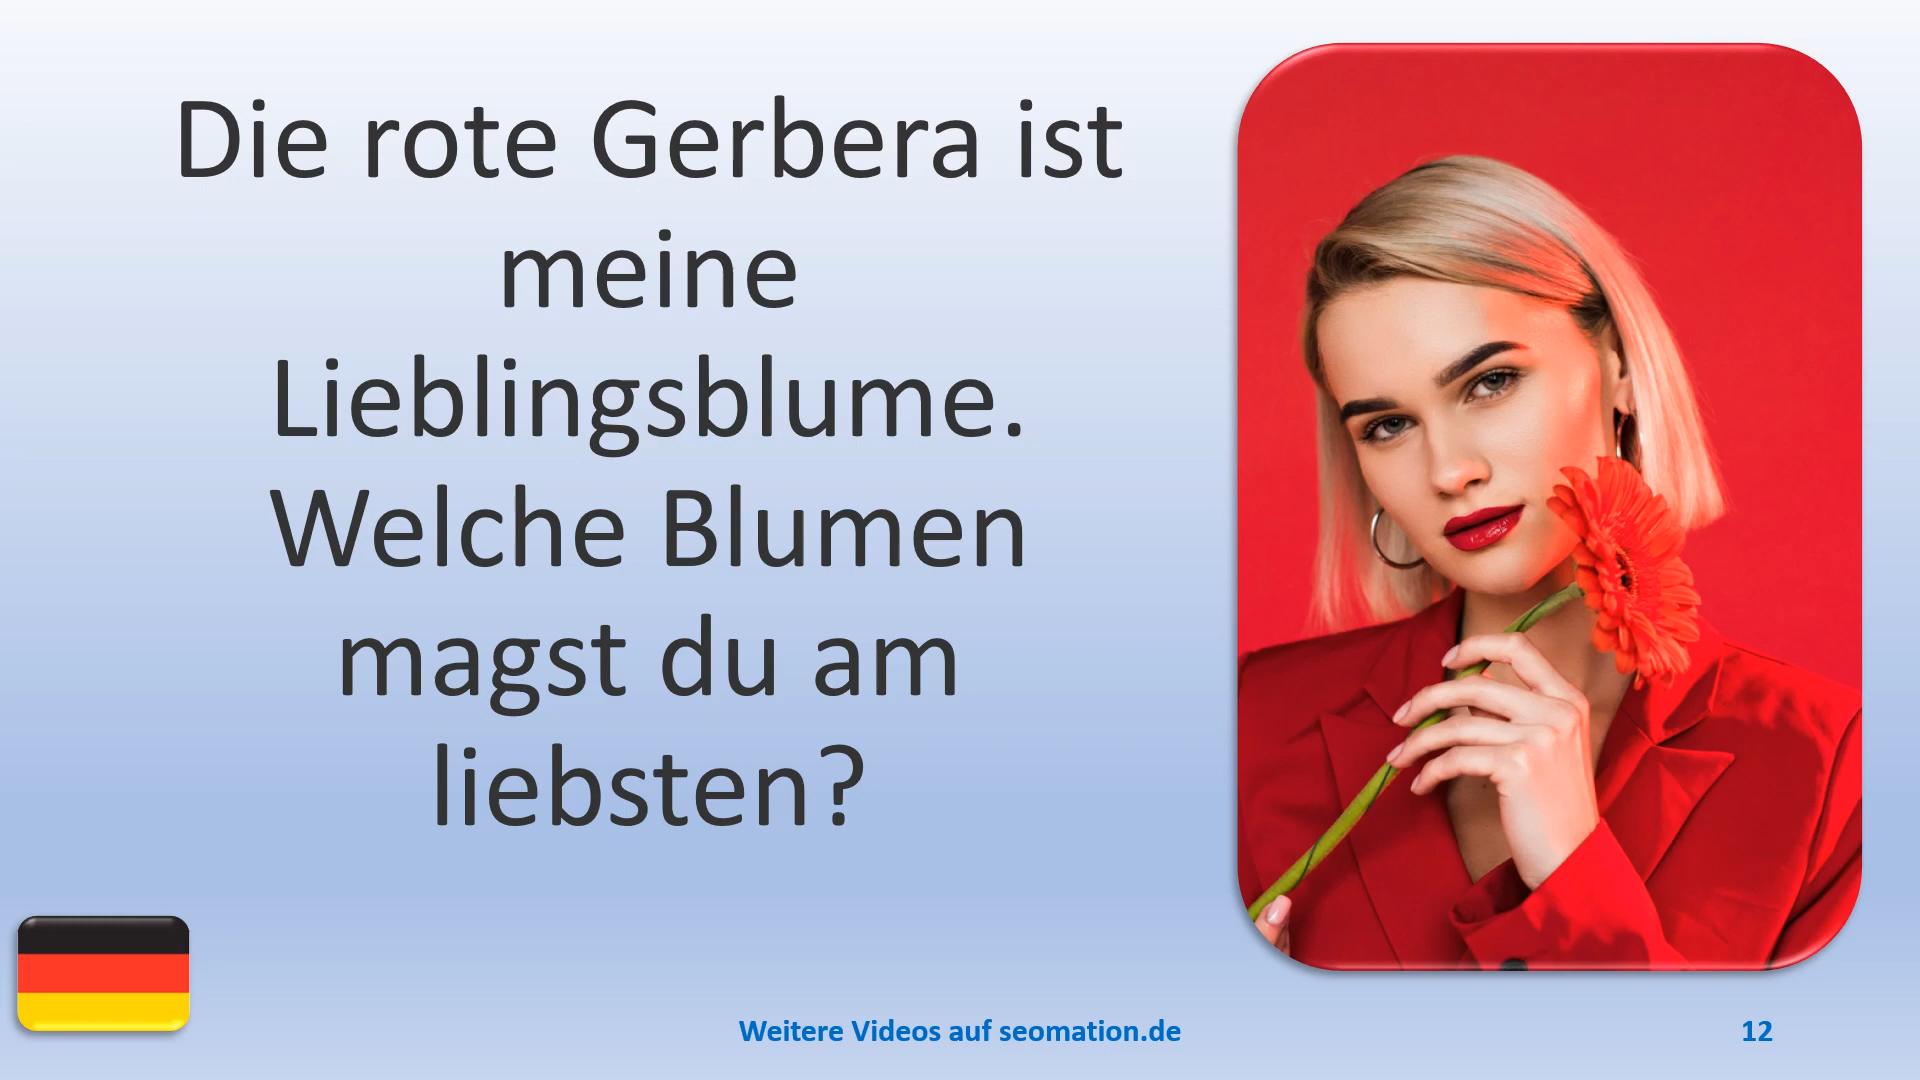 Die rote Gerbera ist
meine
Lieblingsblume.
Welche Blumen
magst du am
liebsten?
Weitere Videos auf seomation.de
12